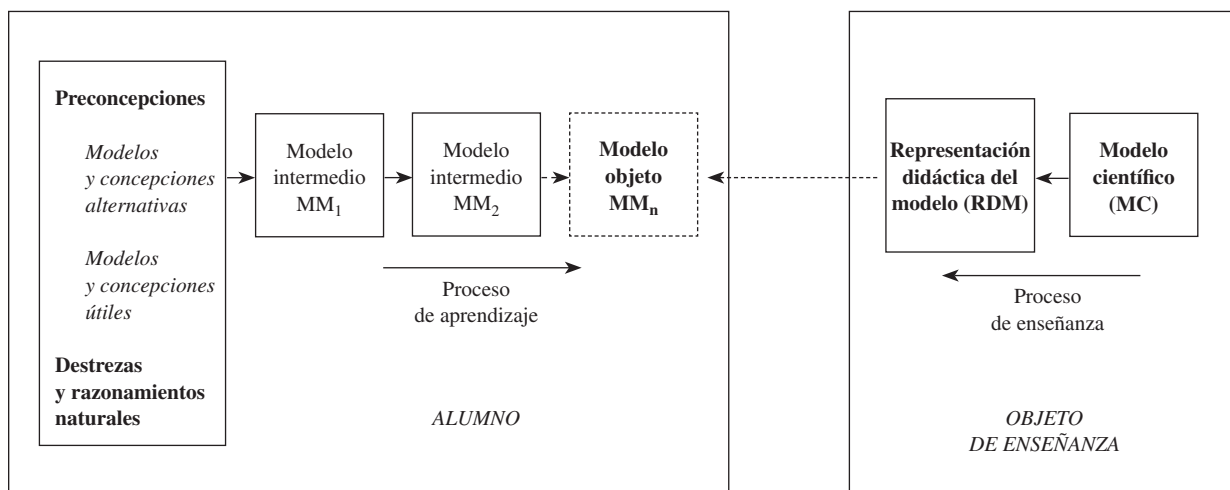 Preconcepciones
Modelos
y concepciones
alternativas
Modelos
y concepciones
útiles
Destrezas
y razonamientos
naturales
Modelo
intermedio
MM₁
Modelo
intermedio
MM₂
Modelo
objeto
MMₙ
Proceso
de aprendizaje
ALUMNO
Representación
didáctica del
modelo (RDM)
Modelo
científico
(MC)
Proceso
de enseñanza
OBJETO
DE ENSEÑANZA